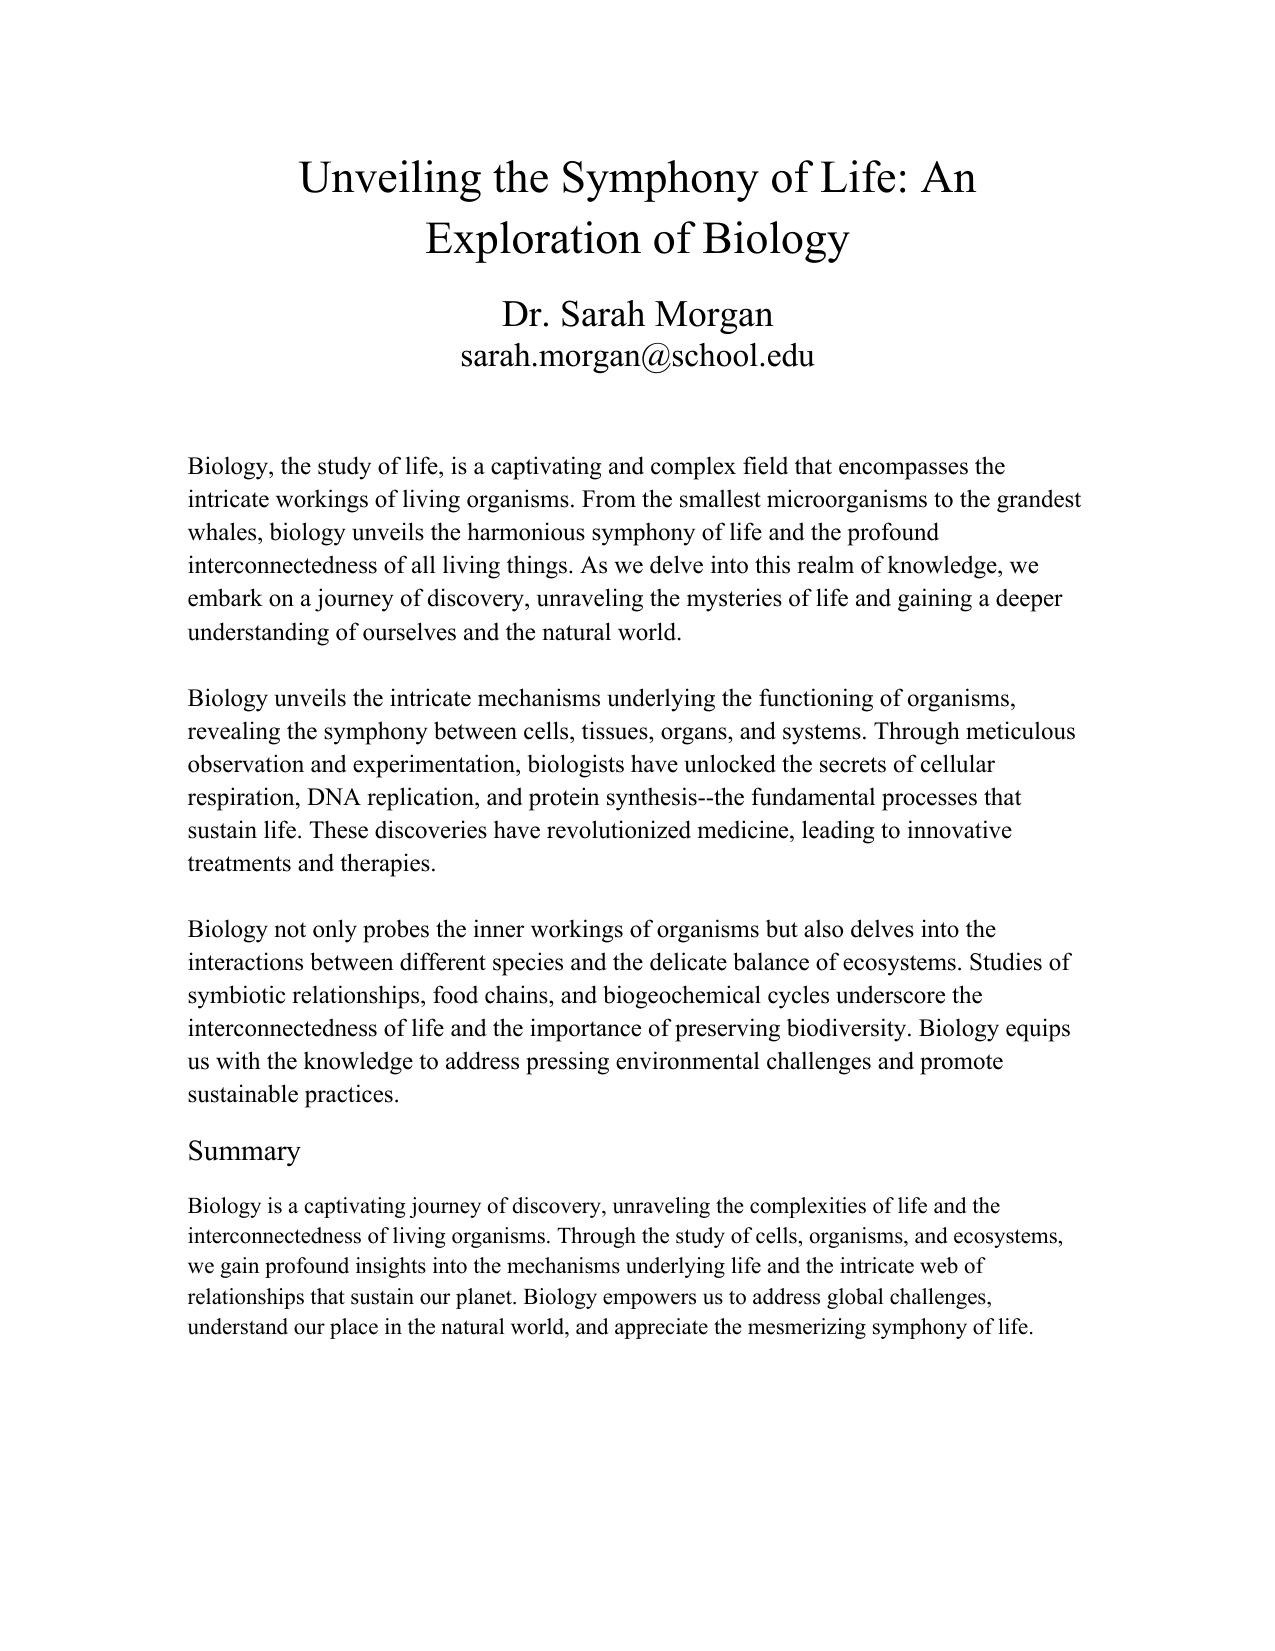 Unveiling the Symphony of Life: An
Exploration of Biology
Dr. Sarah Morgan
sarah.morgan@school.edu
Biology, the study of life, is a captivating and complex field that encompasses the
intricate workings of living organisms. From the smallest microorganisms to the grandest
whales, biology unveils the harmonious symphony of life and the profound
interconnectedness of all living things. As we delve into this realm of knowledge, we
embark on a journey of discovery, unraveling the mysteries of life and gaining a deeper
understanding of ourselves and the natural world.
Biology unveils the intricate mechanisms underlying the functioning of organisms,
revealing the symphony between cells, tissues, organs, and systems. Through meticulous
observation and experimentation, biologists have unlocked the secrets of cellular
respiration, DNA replication, and protein synthesis--the fundamental processes that
sustain life. These discoveries have revolutionized medicine, leading to innovative
treatments and therapies.
Biology not only probes the inner workings of organisms but also delves into the
interactions between different species and the delicate balance of ecosystems. Studies of
symbiotic relationships, food chains, and biogeochemical cycles underscore the
interconnectedness of life and the importance of preserving biodiversity. Biology equips
us with the knowledge to address pressing environmental challenges and promote
sustainable practices.
Summary
Biology is a captivating journey of discovery, unraveling the complexities of life and the
interconnectedness of living organisms. Through the study of cells, organisms, and ecosystems,
we gain profound insights into the mechanisms underlying life and the intricate web of
relationships that sustain our planet. Biology empowers us to address global challenges,
understand our place in the natural world, and appreciate the mesmerizing symphony of life.